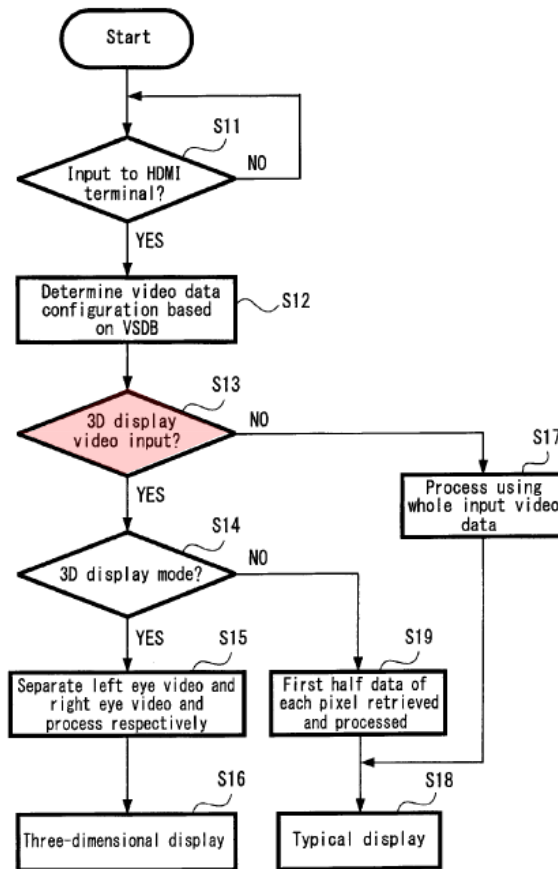 Start
S11
Input to HDMI
terminal?
NO
YES
Determine video data
configuration based
on VSDB
S12
S13
3D display
video input?
NO
YES
S17
Process using
whole input video
data
S14
3D display mode?
NO
YES
S15
Separate left eye video and
right eye video and
process respectively
S19
First half data of
each pixel retrieved
and processed
S16
Three-dimensional display
S18
Typical display